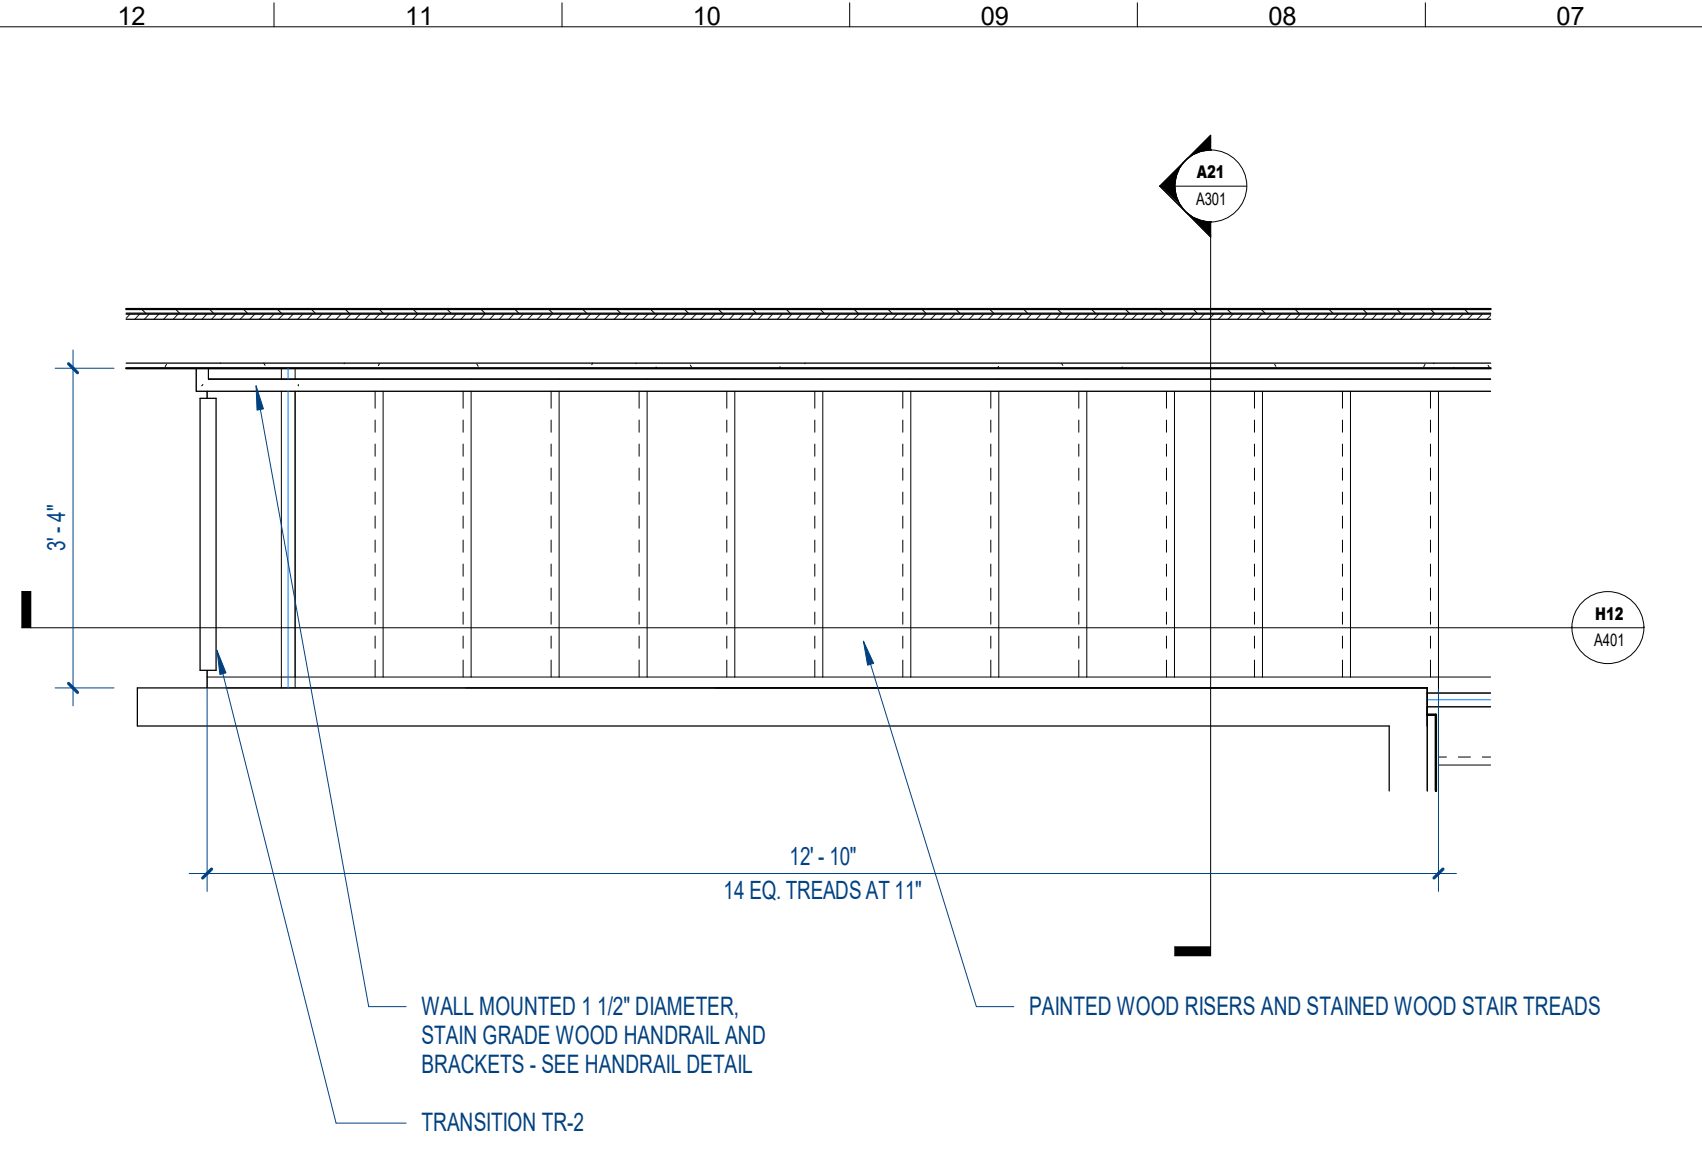 12 11 10 09 08 07
A21
A301
3' - 4"
H12
A401
12' - 10"
14 EQ. TREADS AT 11"
WALL MOUNTED 1 1/2" DIAMETER,
STAIN GRADE WOOD HANDRAIL AND
BRACKETS - SEE HANDRAIL DETAIL
PAINTED WOOD RISERS AND STAINED WOOD STAIR TREADS
TRANSITION TR-2